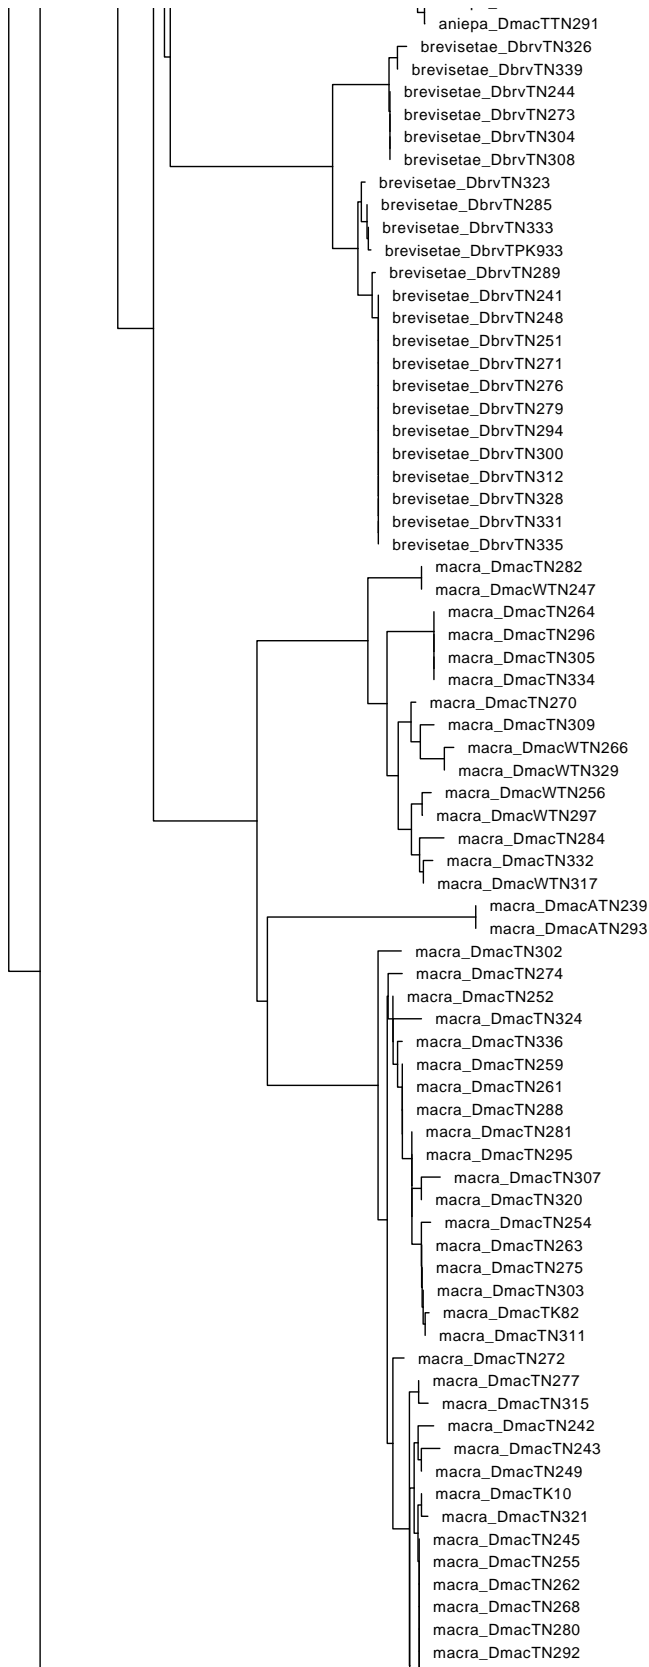 aniepa_DmacTTN291
brevisetae_DbrvTN326
brevisetae_DbrvTN339
brevisetae_DbrvTN244
brevisetae_DbrvTN273
brevisetae_DbrvTN304
brevisetae_DbrvTN308
brevisetae_DbrvTN323
brevisetae_DbrvTN285
brevisetae_DbrvTN333
brevisetae_DbrvTPK933
brevisetae_DbrvTN289
brevisetae_DbrvTN241
brevisetae_DbrvTN248
brevisetae_DbrvTN251
brevisetae_DbrvTN271
brevisetae_DbrvTN276
brevisetae_DbrvTN279
brevisetae_DbrvTN294
brevisetae_DbrvTN300
brevisetae_DbrvTN312
brevisetae_DbrvTN328
brevisetae_DbrvTN331
brevisetae_DbrvTN335
macra_DmacTN282
macra_DmacWTN247
macra_DmacTN264
macra_DmacTN296
macra_DmacTN305
macra_DmacTN334
macra_DmacTN270
macra_DmacTN309
macra_DmacWTN266
macra_DmacWTN329
macra_DmacWTN256
macra_DmacWTN297
macra_DmacTN284
macra_DmacTN332
macra_DmacWTN317
macra_DmacATN239
macra_DmacATN293
macra_DmacTN302
macra_DmacTN274
macra_DmacTN252
macra_DmacTN324
macra_DmacTN336
macra_DmacTN259
macra_DmacTN261
macra_DmacTN288
macra_DmacTN281
macra_DmacTN295
macra_DmacTN307
macra_DmacTN320
macra_DmacTN254
macra_DmacTN263
macra_DmacTN275
macra_DmacTN303
macra_DmacTK82
macra_DmacTN311
macra_DmacTN272
macra_DmacTN277
macra_DmacTN315
macra_DmacTN242
macra_DmacTN243
macra_DmacTN249
macra_DmacTK10
macra_DmacTN321
macra_DmacTN245
macra_DmacTN255
macra_DmacTN262
macra_DmacTN268
macra_DmacTN280
macra_DmacTN292